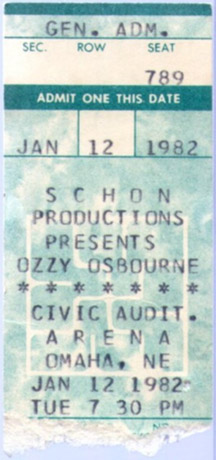 GEN. ADM.
SEC. ROW SEAT
789
ADMIT ONE THIS DATE
JAN 12 1982
SCHON
PRODUCTIONS
PRESENTS
OZZY OSBOURNE
* * * * * * *
CIVIC AUDIT.
ARENA
OMAHA, NE
JAN 12 1982
TUE 7 30 PM